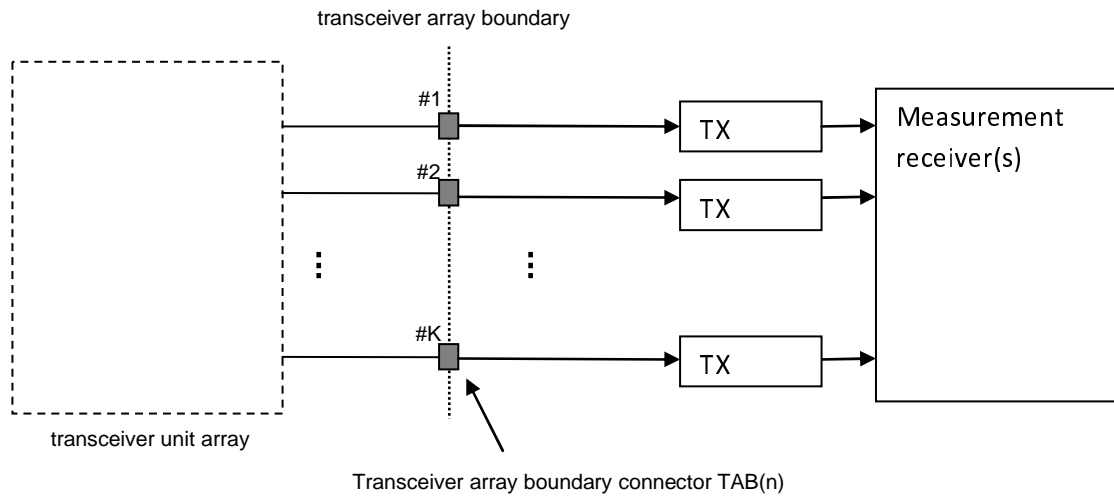 transceiver array boundary
#1
TX
Measurement
receiver(s)
#2
TX
#K
TX
transceiver unit array
Transceiver array boundary connector TAB(n)